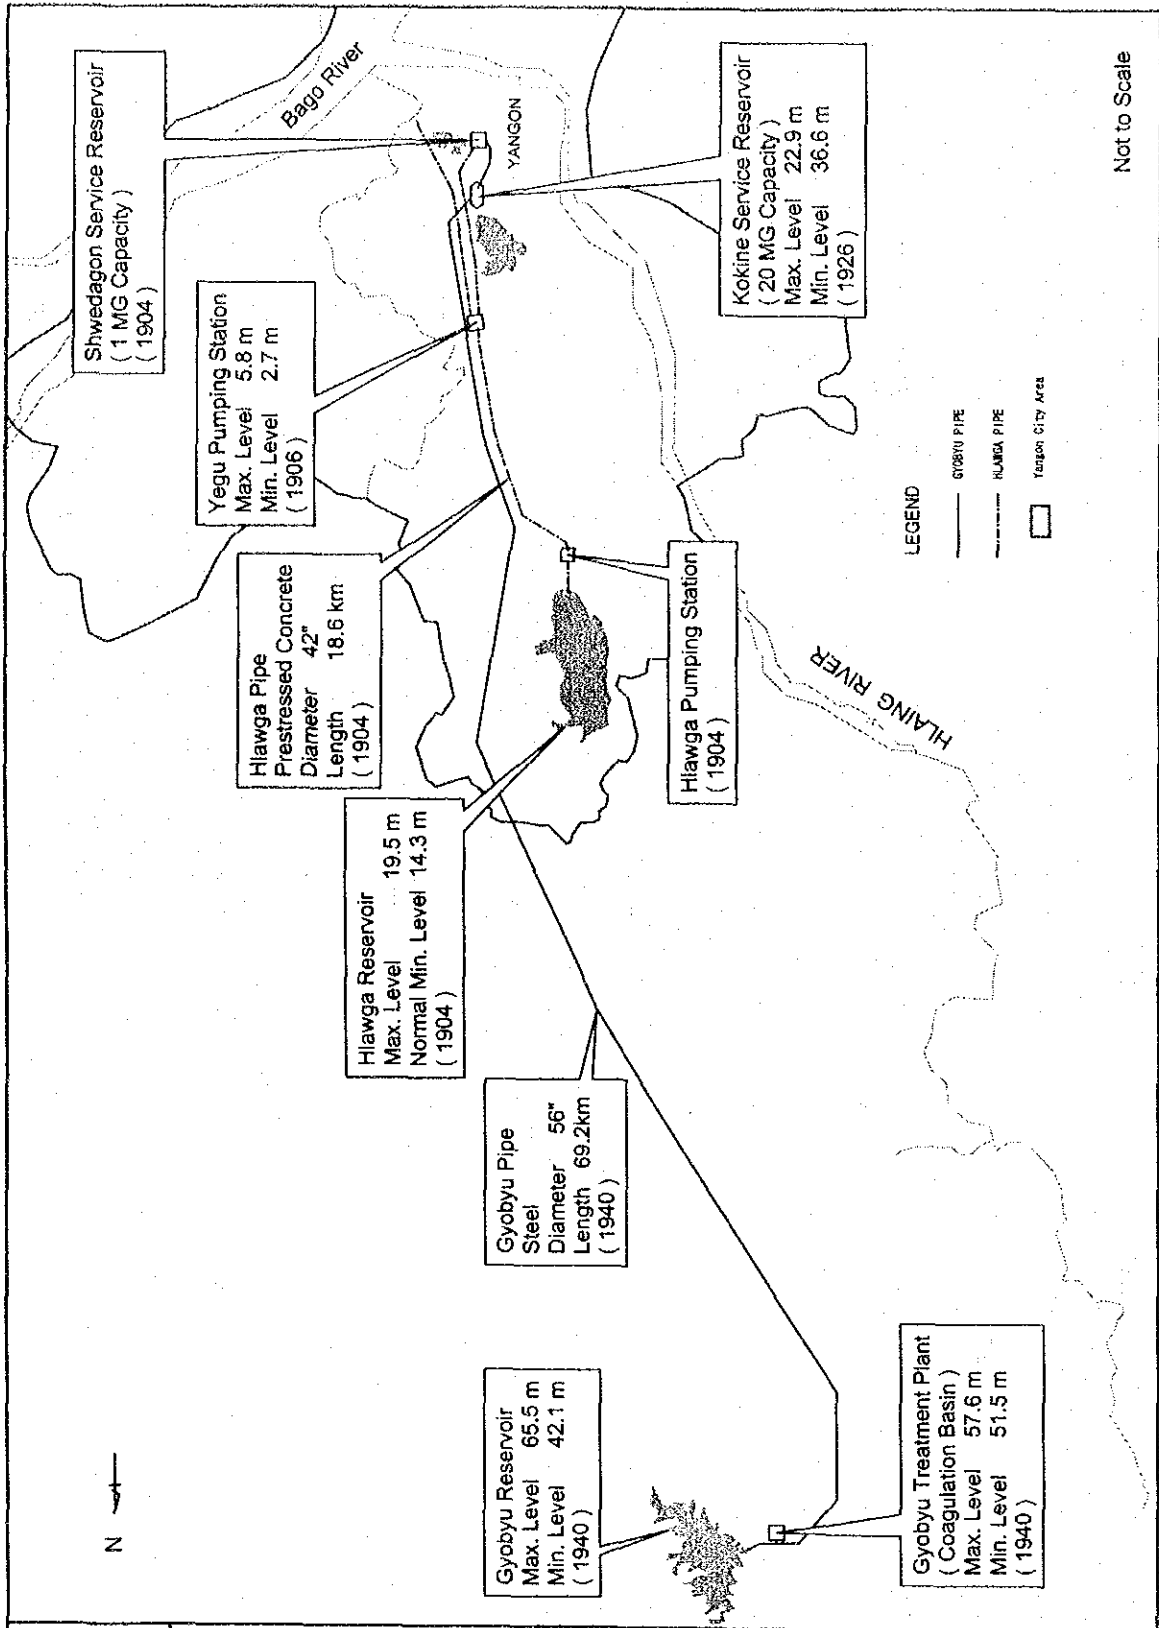 N
Gyobyu Reservoir
Max. Level 65.5 m
Min. Level 42.1 m
( 1940 )
Gyobyu Treatment Plant
( Coagulation Basin )
Max. Level 57.6 m
Min. Level 51.5 m
( 1940 )
Gyobyu Pipe
Steel
Diameter 56"
Length 69.2km
( 1940 )
Hlawga Reservoir
Max. Level 19.5 m
Normal Min. Level 14.3 m
( 1904 )
Hlawga Pipe
Prestressed Concrete
Diameter 42"
Length 18.6 km
( 1904 )
Hlawga Pumping Station
( 1904 )
HLAING RIVER
Yegu Pumping Station
Max. Level 5.8 m
Min. Level 2.7 m
( 1906 )
Shwedagon Service Reservoir
( 1 MG Capacity )
( 1904 )
Bago River
YANGON
Kokine Service Reservoir
( 20 MG Capacity )
Max. Level 22.9 m
Min. Level 36.6 m
( 1926 )
LEGEND
GYOBYU PIPE
HLAWGA PIPE
Yangon City Area
Not to Scale